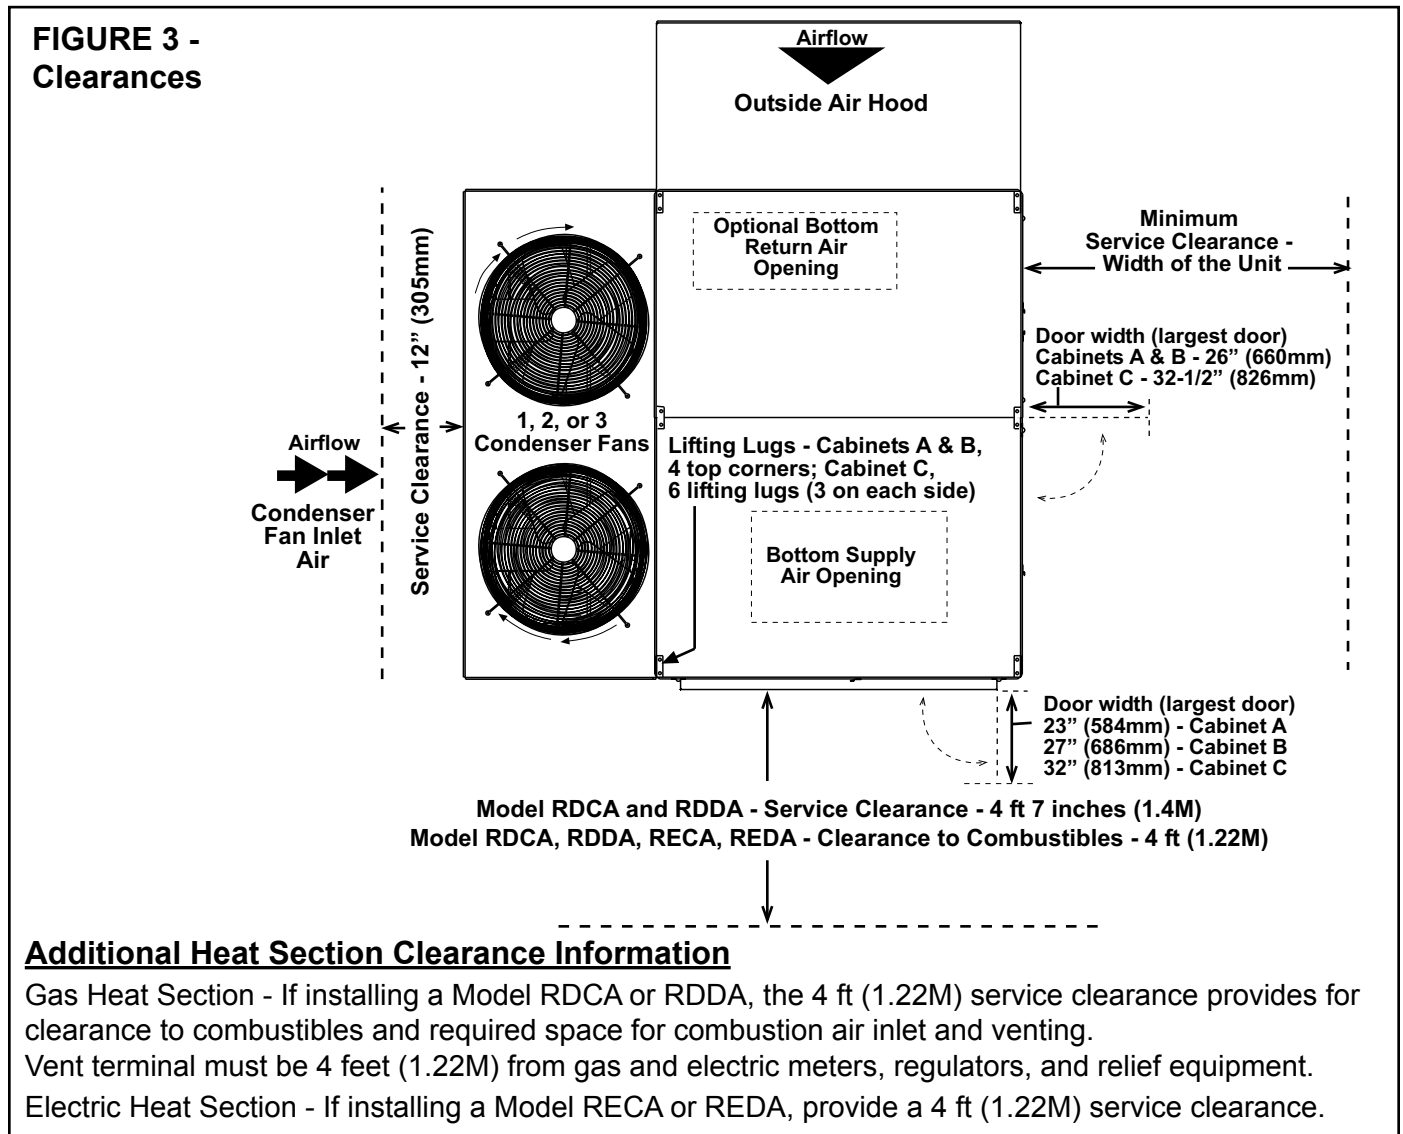 FIGURE 3 -
Clearances
Airflow
Outside Air Hood
Optional Bottom
Return Air
Opening
Minimum
Service Clearance -
Width of the Unit
Service Clearance - 12” (305mm)
Door width (largest door)
Cabinets A & B - 26” (660mm)
Cabinet C - 32-1/2” (826mm)
1, 2, or 3
Condenser Fans
Airflow
Condenser
Fan Inlet
Air
Lifting Lugs - Cabinets A & B,
4 top corners; Cabinet C,
6 lifting lugs (3 on each side)
Bottom Supply
Air Opening
Door width (largest door)
23” (584mm) - Cabinet A
27” (686mm) - Cabinet B
32” (813mm) - Cabinet C
Model RDCA and RDDA - Service Clearance - 4 ft 7 inches (1.4M)
Model RDCA, RDDA, RECA, REDA - Clearance to Combustibles - 4 ft (1.22M)
Additional Heat Section Clearance Information
Gas Heat Section - If installing a Model RDCA or RDDA, the 4 ft (1.22M) service clearance provides for
clearance to combustibles and required space for combustion air inlet and venting.
Vent terminal must be 4 feet (1.22M) from gas and electric meters, regulators, and relief equipment.
Electric Heat Section - If installing a Model RECA or REDA, provide a 4 ft (1.22M) service clearance.